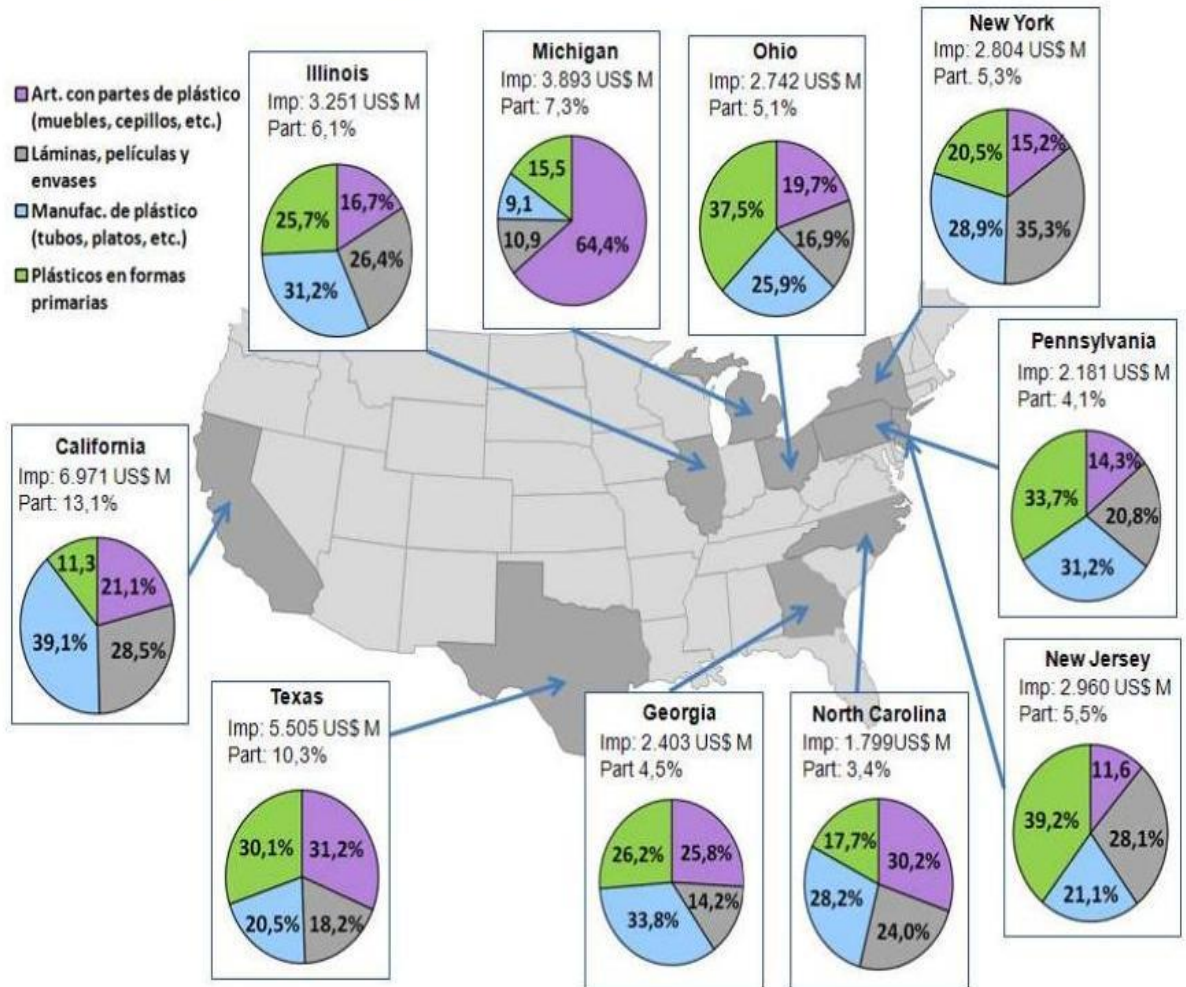 Art. con partes de plástico
(muebles, cepillos, etc.)
Láminas, películas y
envases
Manufac. de plástico
(tubos, platos, etc.)
Plásticos en formas
primarias
Illinois
Imp: 3.251 US$ M
Part: 6,1%
16,7%
26,4%
31,2%
25,7%
Michigan
Imp: 3.893 US$ M
Part: 7,3%
64,4%
10,9
9,1
15,5
Ohio
Imp: 2.742 US$ M
Part: 5,1%
19,7%
16,9%
25,9%
37,5%
New York
Imp: 2.804 US$ M
Part. 5,3%
15,2%
35,3%
28,9%
20,5%
Pennsylvania
Imp: 2.181 US$ M
Part: 4,1%
14,3%
20,8%
31,2%
33,7%
California
Imp: 6.971 US$ M
Part: 13,1%
21,1%
28,5%
39,1%
11,3
Texas
Imp: 5.505 US$ M
Part: 10,3%
31,2%
18,2%
20,5%
30,1%
Georgia
Imp: 2.403 US$ M
Part 4,5%
25,8%
14,2%
33,8%
26,2%
North Carolina
Imp: 1.799US$ M
Part: 3,4%
30,2%
24,0%
28,2%
17,7%
New Jersey
Imp: 2.960 US$ M
Part: 5,5%
11,6
28,1%
21,1%
39,2%